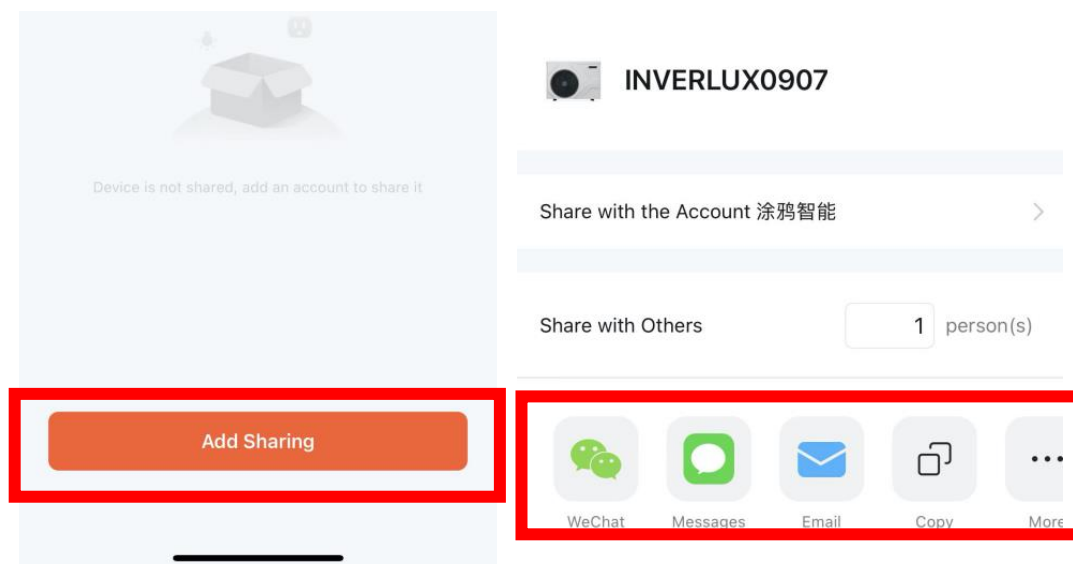 Device is not shared, add an account to share it
Add Sharing
INVERLUX0907
Share with the Account 涂鸦智能
Share with Others
1 person(s)
WeChat
Messages
Email
Copy
More